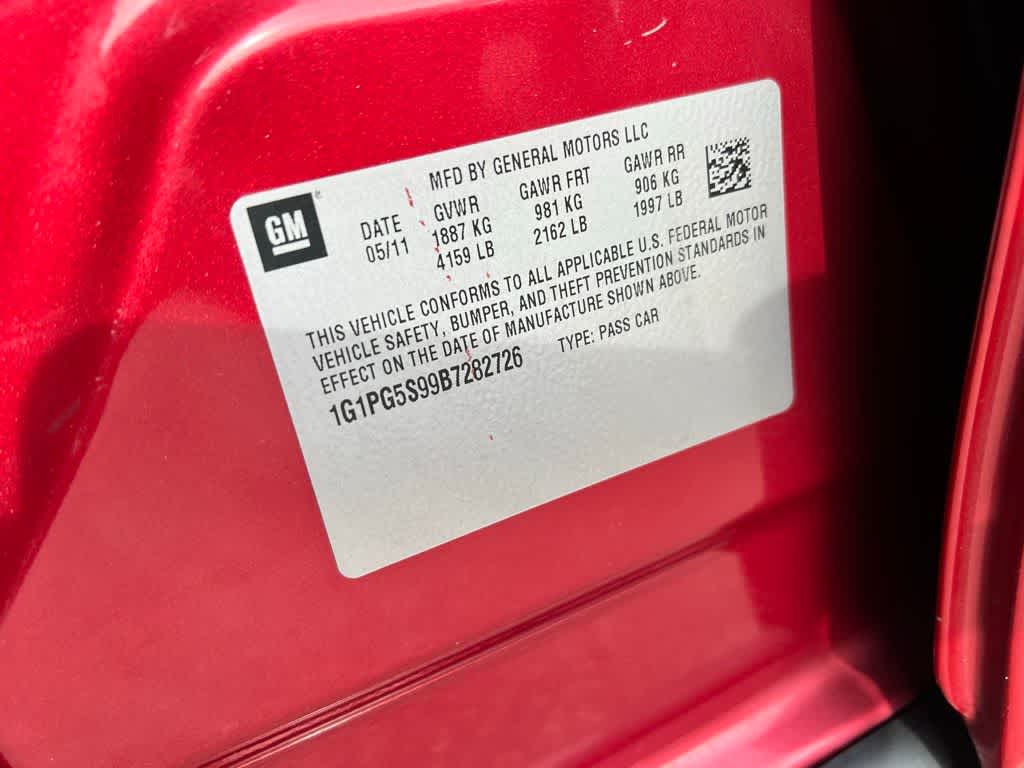 GM
MFD BY GENERAL MOTORS LLC
DATE GVWR GAWR FRT GAWR RR
05/11 1887 KG 981 KG 906 KG
4159 LB 2162 LB 1997 LB
THIS VEHICLE CONFORMS TO ALL APPLICABLE U.S. FEDERAL MOTOR
VEHICLE SAFETY, BUMPER, AND THEFT PREVENTION STANDARDS IN
EFFECT ON THE DATE OF MANUFACTURE SHOWN ABOVE.
1G1PG5S99B7282726 TYPE: PASS CAR